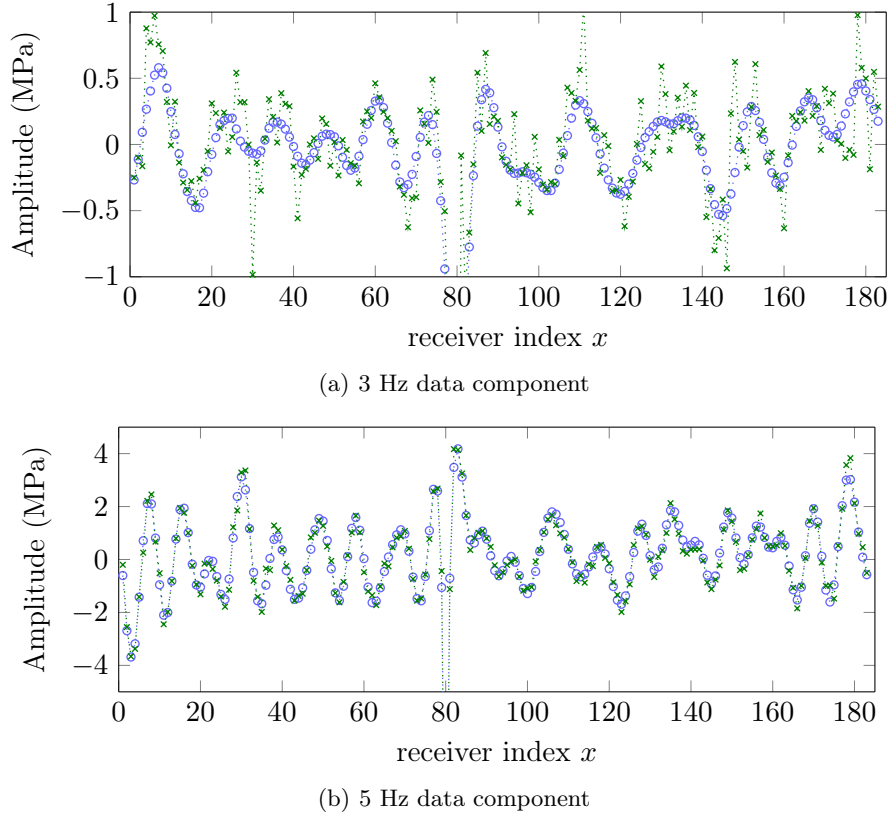 1
0.5
0
−0.5
−1
Amplitude (MPa)
0 20 40 60 80 100 120 140 160 180
receiver index x
(a) 3 Hz data component
4
2
0
−2
−4
Amplitude (MPa)
0 20 40 60 80 100 120 140 160 180
receiver index x
(b) 5 Hz data component